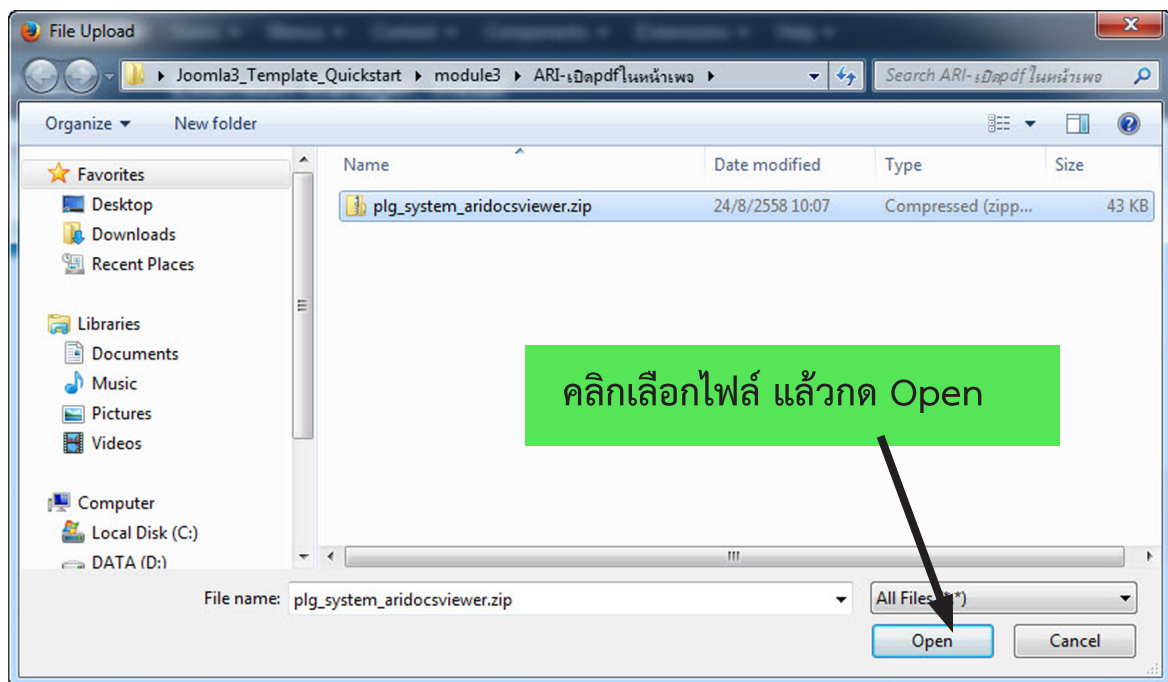 File Upload
Joomla3_Template_Quickstart ▸ module3 ▸ ARI-เปิดpdfในหน้าเพจ ▸
Search ARI-เปิดpdfในหน้าเพจ
Organize
New folder
Name
Date modified
Type
Size
Favorites
Desktop
Downloads
Recent Places
Libraries
Documents
Music
Pictures
Videos
Computer
Local Disk (C:)
DATA (D:)
plg_system_aridocsviewer.zip
24/8/2558 10:07
Compressed (zipp...
43 KB
คลิกเลือกไฟล์ แล้วกด Open
File name:
plg_system_aridocsviewer.zip
All Files
Open
Cancel